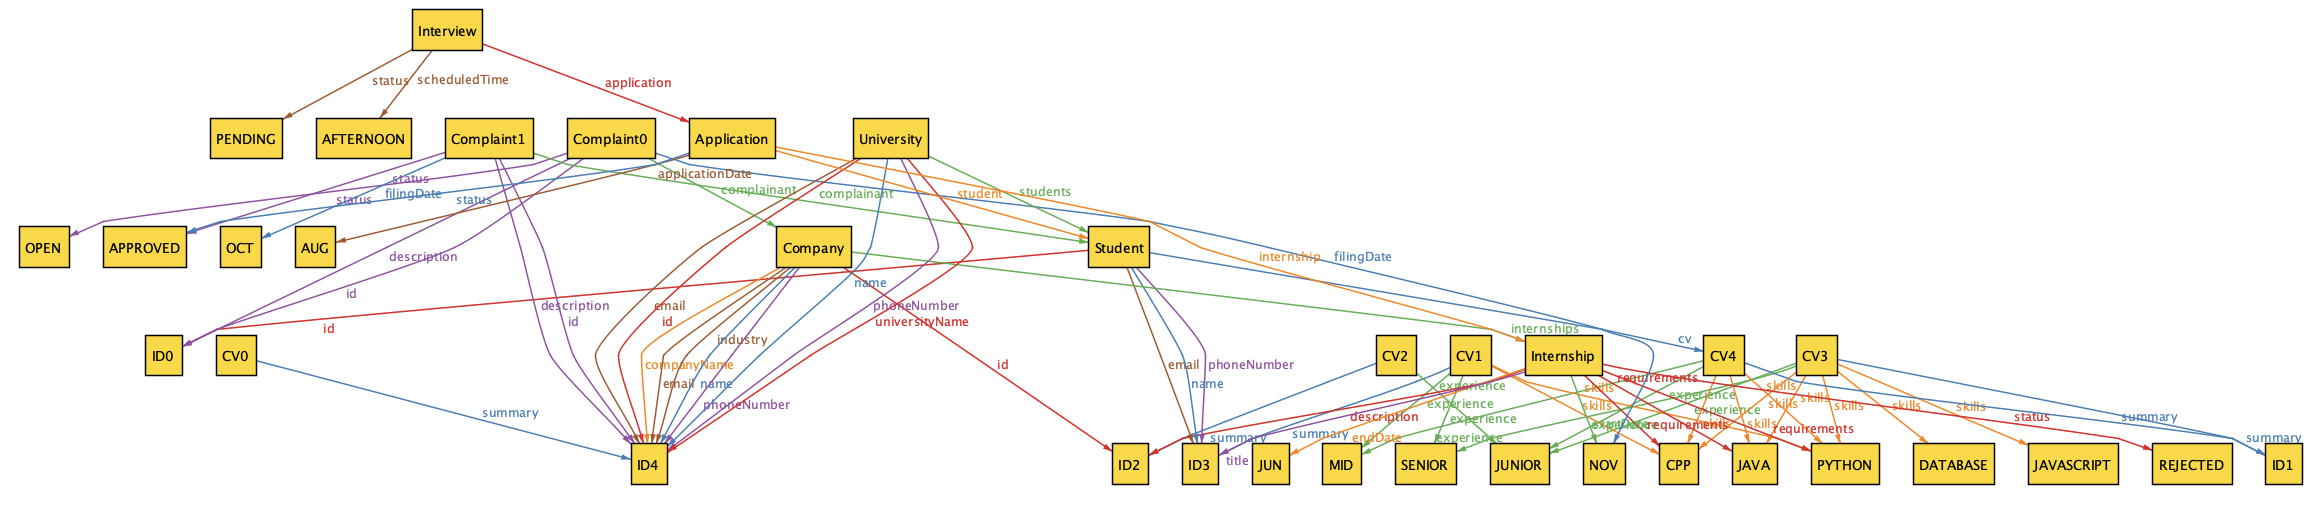 Interview
status
scheduledTime
application
PENDING
AFTERNOON
Complaint1
Complaint0
Application
University
status
applicationDate
complainant
complainant
student
students
status
filingDate
status
OPEN
APPROVED
OCT
AUG
Company
Student
description
internship
filingDate
name
id
description
email
phoneNumber
id
id
id
universityName
internships
industry
cv
ID0
CV0
CV2
CV1
Internship
CV4
CV3
companyName
id
email
phoneNumber
email
name
name
requirements
experience
skills
skills
phoneNumber
experience
skills
skills
skills
skills
skills
skills
experience
experience
summary
description
experience
summary
status
experience
requirements
skills
requirements
endDate
experience
summary
summary
summary
title
ID4
ID2
ID3
JUN
MID
SENIOR
JUNIOR
NOV
CPP
JAVA
PYTHON
DATABASE
JAVASCRIPT
REJECTED
ID1